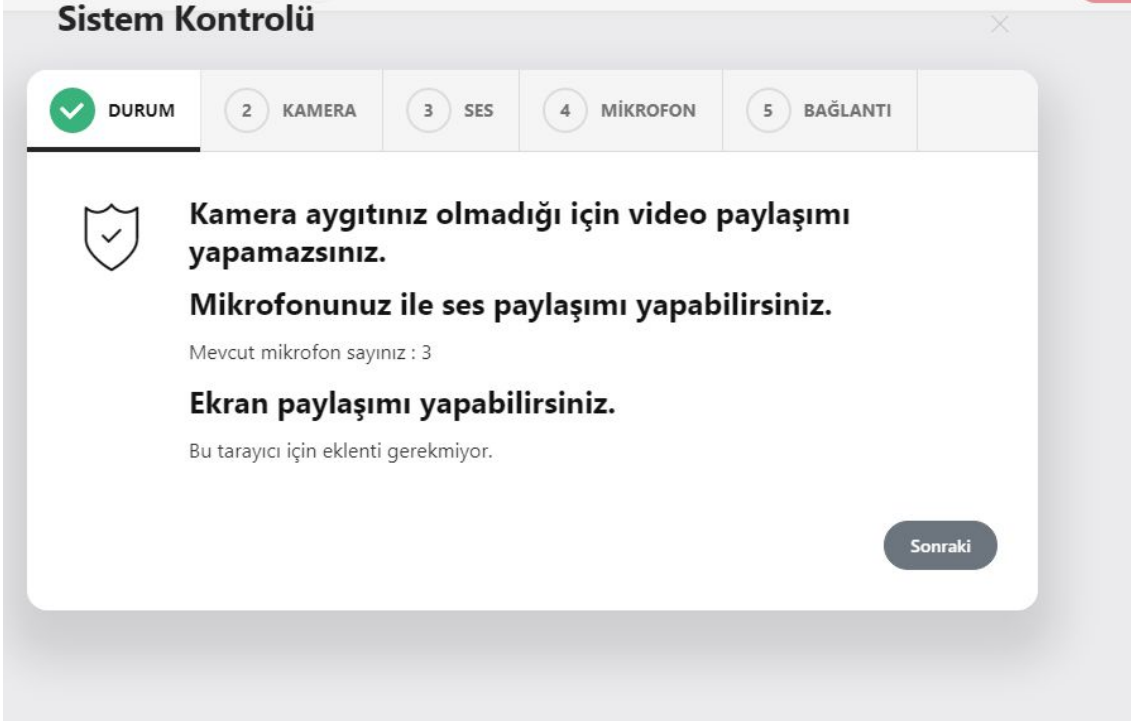 Sistem Kontrolü
DURUM
2 KAMERA
3 SES
4 MİKROFON
5 BAĞLANTI
Kamera aygıtınız olmadığı için video paylaşımı
yapamazsınız.
Mikrofonunuz ile ses paylaşımı yapabilirsiniz.
Mevcut mikrofon sayınız : 3
Ekran paylaşımı yapabilirsiniz.
Bu tarayıcı için eklenti gerekmiyor.
Sonraki